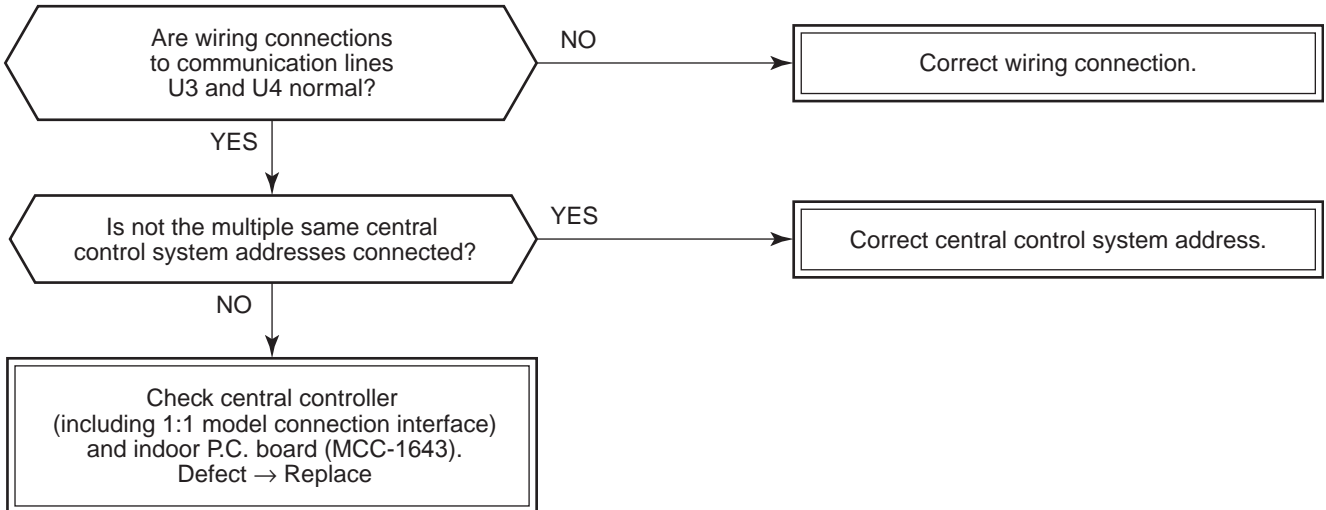 Are wiring connections
to communication lines
U3 and U4 normal?
NO
Correct wiring connection.
YES
Is not the multiple same central
control system addresses connected?
YES
Correct central control system address.
NO
Check central controller
(including 1:1 model connection interface)
and indoor P.C. board (MCC-1643).
Defect → Replace